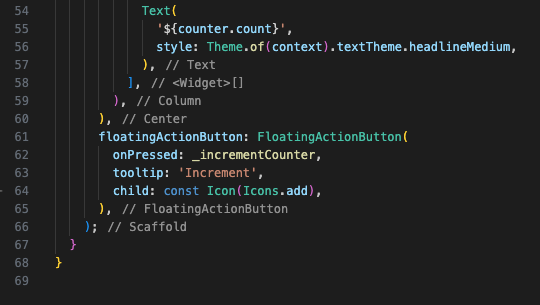 54 Text(
55 '${counter.count}',
56 style: Theme.of(context).textTheme.headlineMedium,
57 ), // Text
58 ], // <Widget>[]
59 ), // Column
60 ), // Center
61 floatingActionButton: FloatingActionButton(
62 onPressed: _incrementCounter,
63 tooltip: 'Increment',
64 child: const Icon(Icons.add),
65 ), // FloatingActionButton
66 ); // Scaffold
67 }
68 }
69